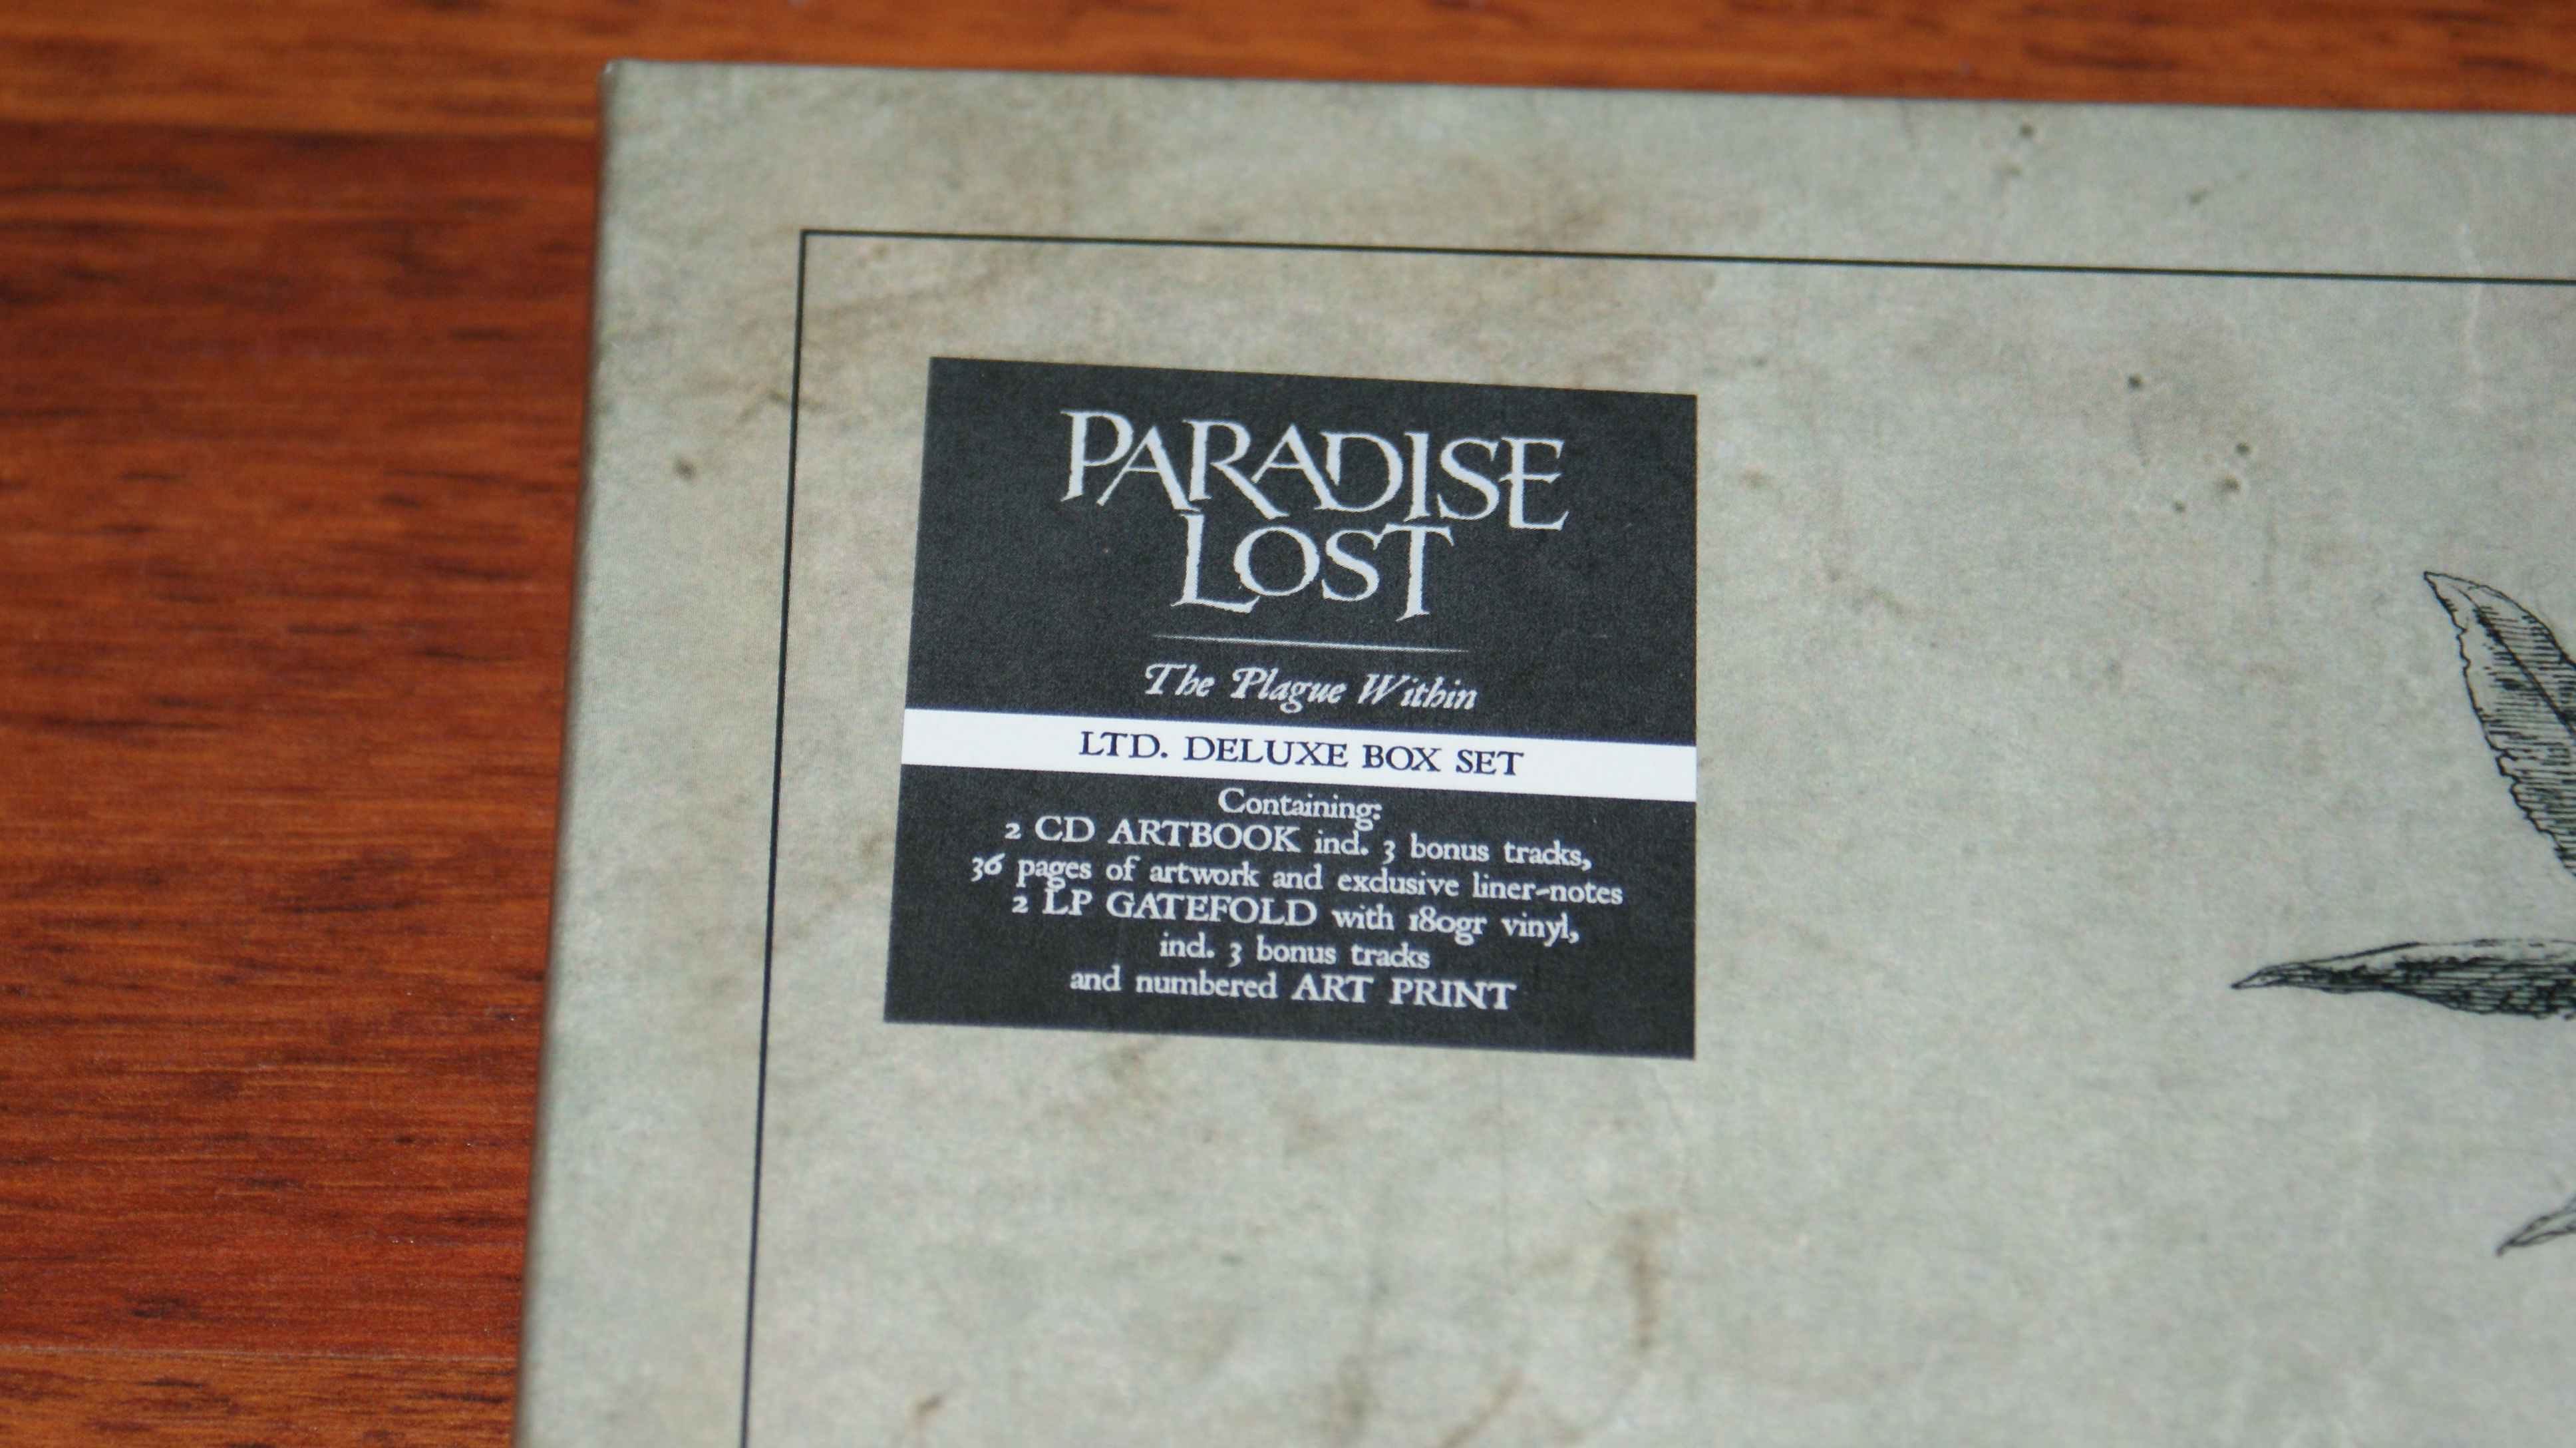 PARADISE
LOST
The Plague Within
LTD. DELUXE BOX SET
Containing:
2 CD ARTBOOK incl. 3 bonus tracks,
36 pages of artwork and exclusive liner-notes
2 LP GATEFOLD with 180gr vinyl,
incl. 3 bonus tracks
and numbered ART PRINT